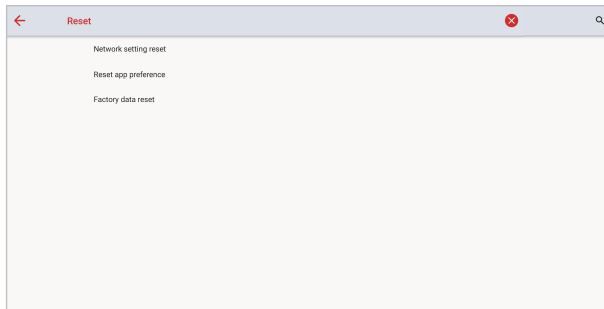 Reset
Network setting reset
Reset app preference
Factory data reset